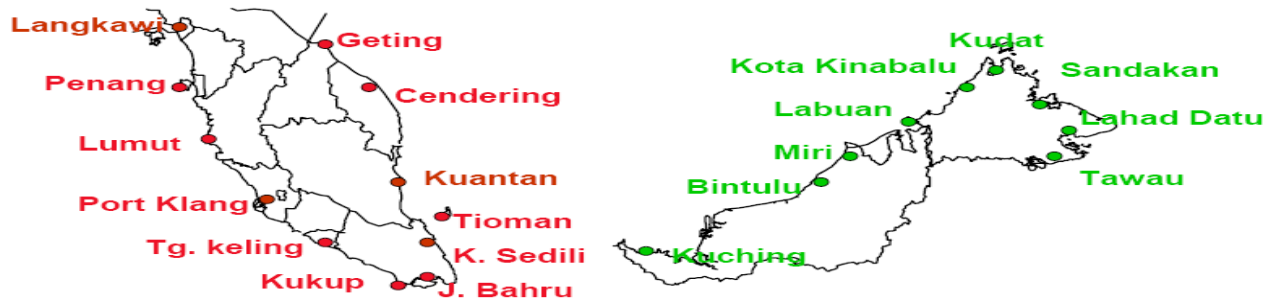 Langkawi
Geting
Penang
Cendering
Lumut
Kuantan
Port Klang
Tioman
Tg. keling
K. Sedili
Kukup
J. Bahru
Kudat
Kota Kinabalu
Sandakan
Labuan
Lahad Datu
Miri
Tawau
Bintulu
Kuching